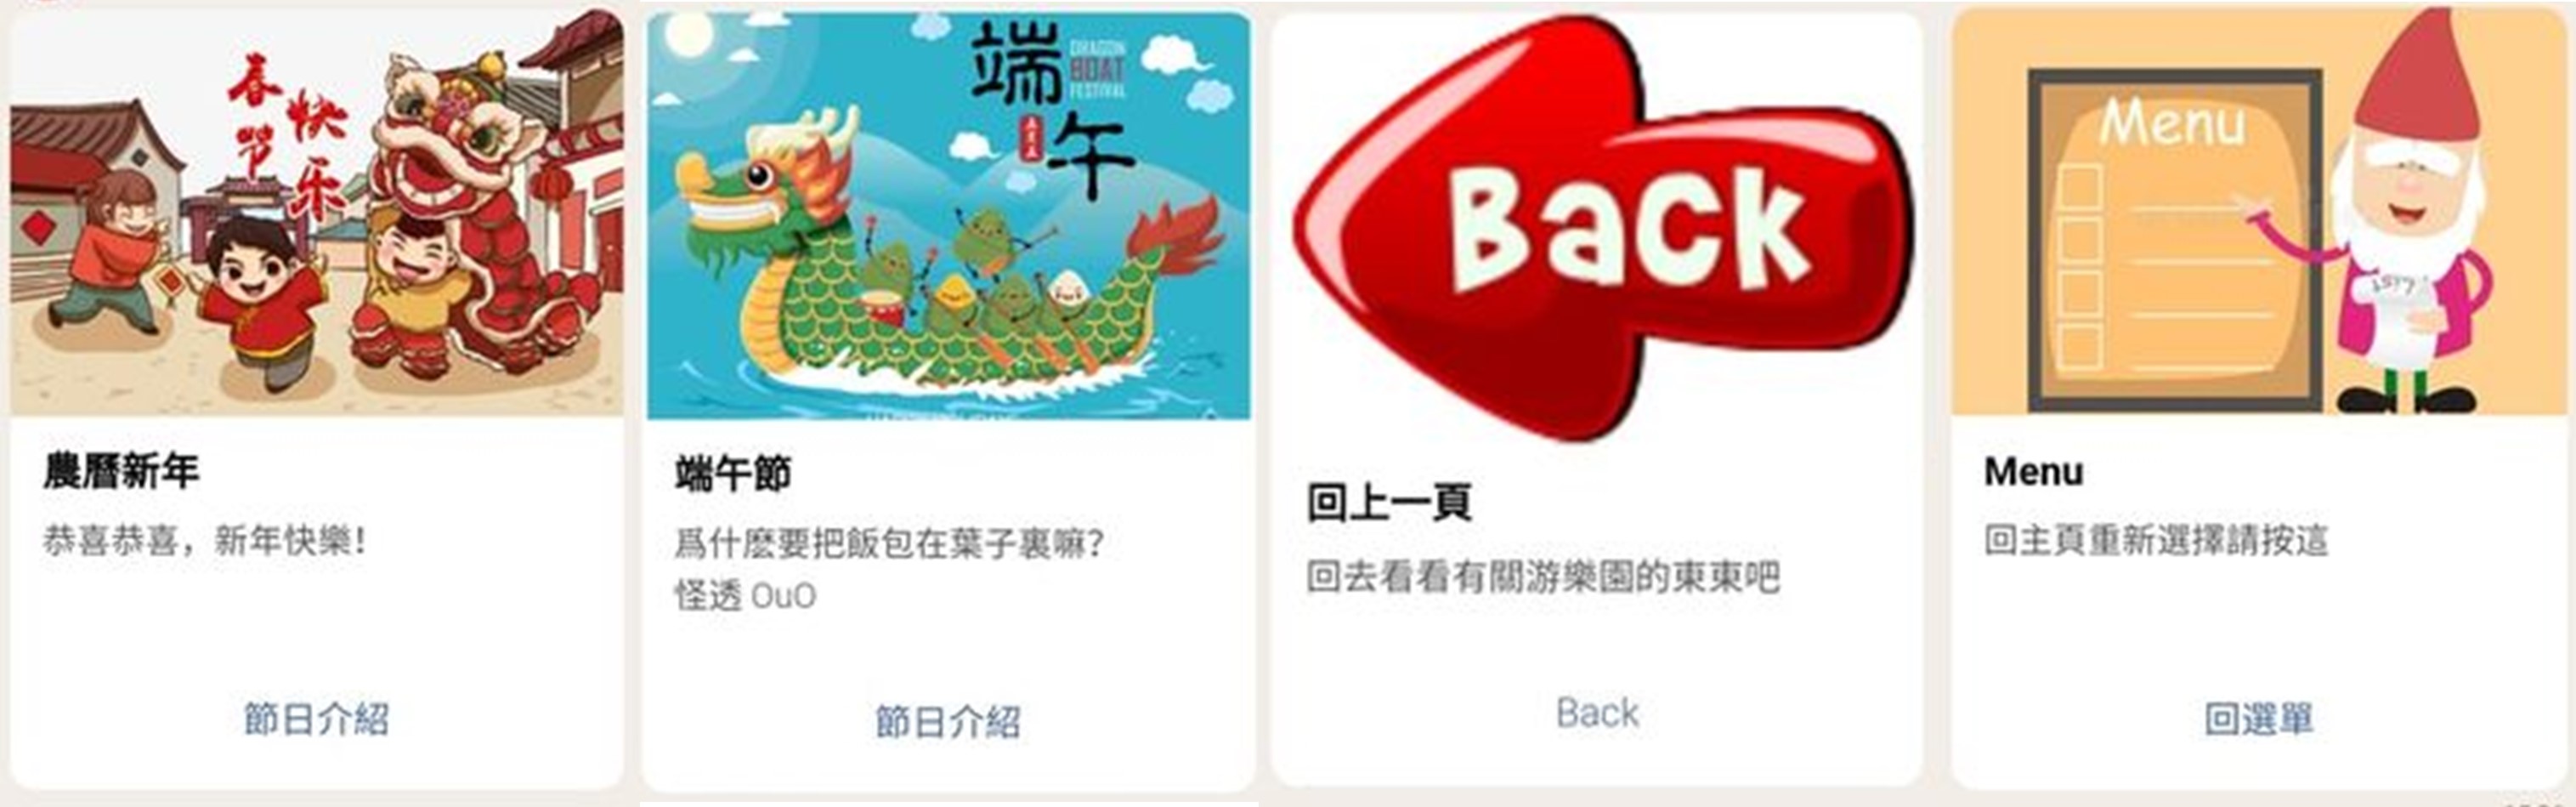 春节
快乐
農曆新年
恭喜恭喜，新年快樂！
節日介紹
端午
DRAGON
BOAT
FESTIVAL
端午節
爲什麽要把飯包在葉子裏嘛？
怪透 OuO
節日介紹
Back
回上一頁
回去看看有關游樂園的東東吧
Back
Menu
LIST
Menu
回主頁重新選擇請按這
回選單